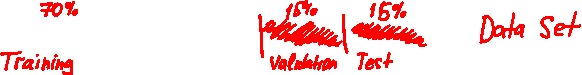 70% 15% 15%
Data Set
Training Validation Test